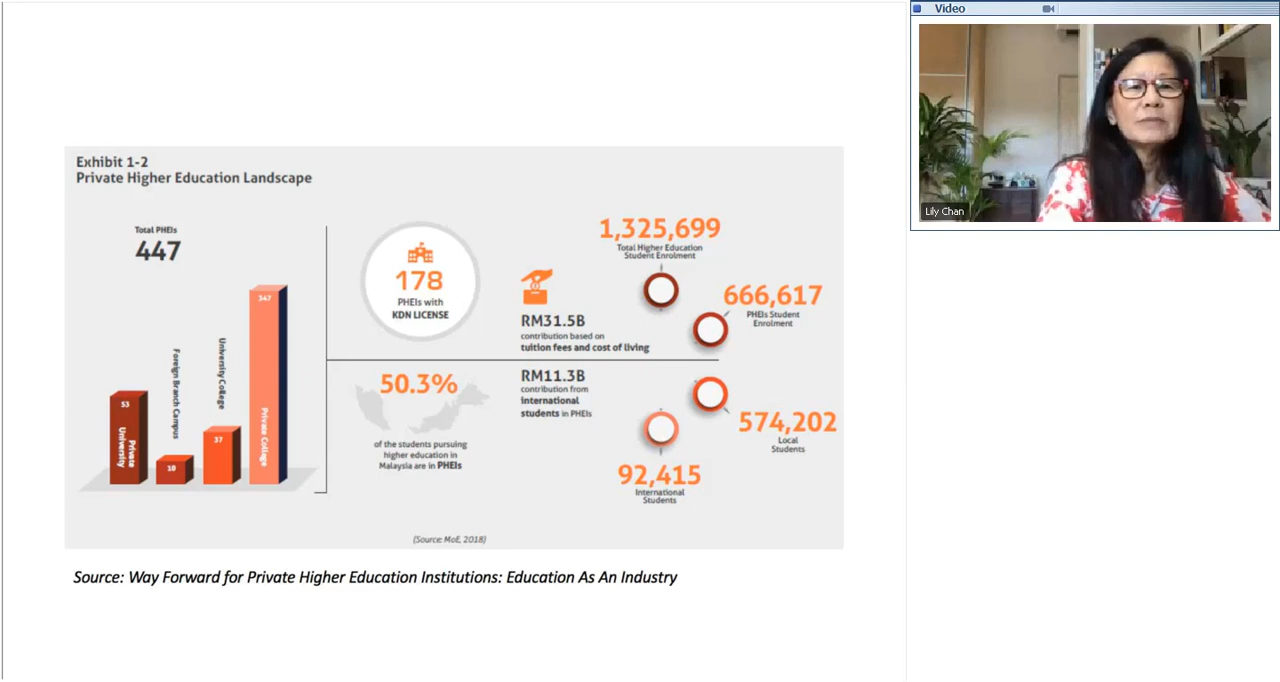 Video
Lily Chan
Exhibit 1-2
Private Higher Education Landscape
Total PHEIs
447
53
Private
University
10
Foreign Branch Campus
37
University College
347
Private College
178
PHEIs with
KDN LICENSE
50.3%
of the students pursuing
higher education in
Malaysia are in PHEIs
RM31.5B
contribution based on
tuition fees and cost of living
RM11.3B
contribution from
international
students in PHEIs
1,325,699
Total Higher Education
Student Enrolment
666,617
PHEIs Student
Enrolment
574,202
Local
Students
92,415
International
Students
(Source: MoE, 2018)
Source: Way Forward for Private Higher Education Institutions: Education As An Industry